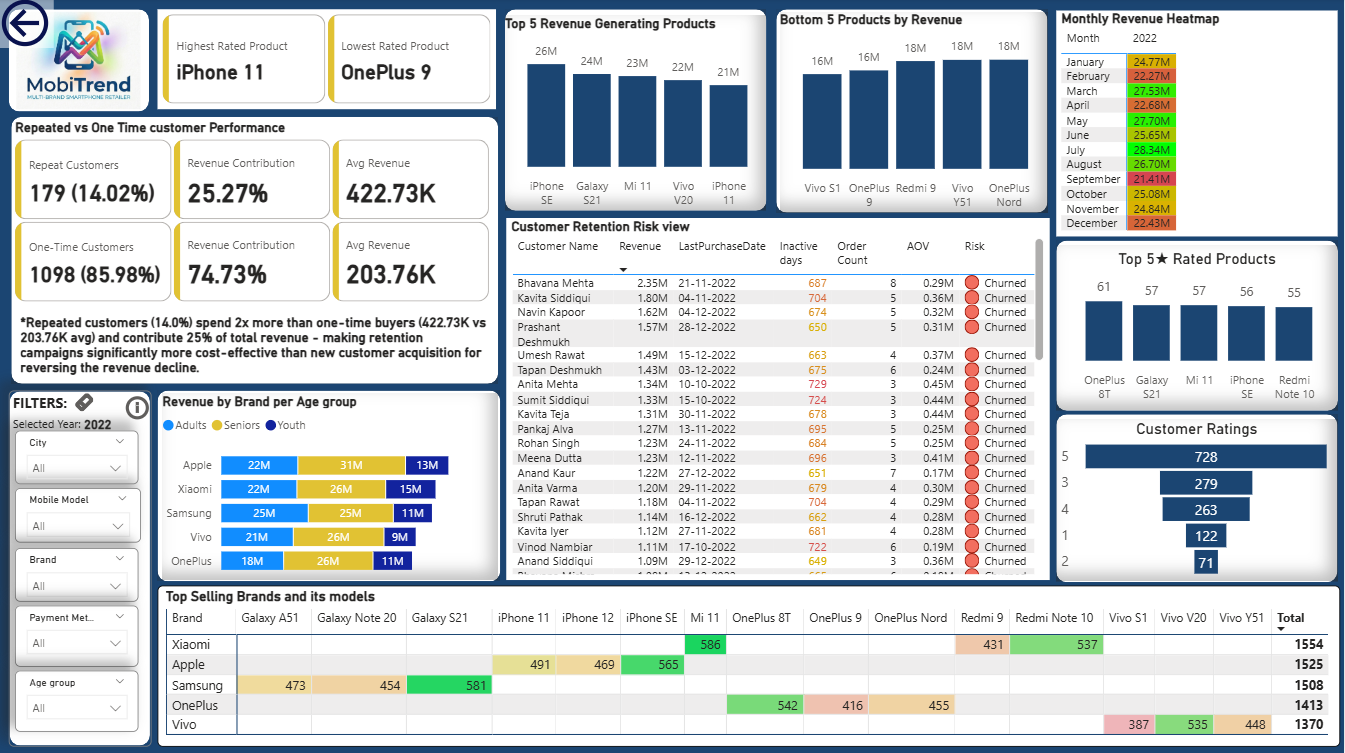 MobiTrend
MULTI-BRAND SMARTPHONE RETAILER
Highest Rated Product
iPhone 11
Lowest Rated Product
OnePlus 9
Repeated vs One Time customer Performance
Repeat Customers
179 (14.02%)
Revenue Contribution
25.27%
Avg Revenue
422.73K
One-Time Customers
1098 (85.98%)
Revenue Contribution
74.73%
Avg Revenue
203.76K
*Repeated customers (14.0%) spend 2x more than one-time buyers (422.73K vs
203.76K avg) and contribute 25% of total revenue - making retention
campaigns significantly more cost-effective than new customer acquisition for
reversing the revenue decline.
Top 5 Revenue Generating Products
26M 24M 23M 22M 21M
iPhone SE Galaxy S21 Mi 11 Vivo V20 iPhone 11
Bottom 5 Products by Revenue
16M 16M 18M 18M 18M
Vivo S1 OnePlus 9 Redmi 9 Vivo Y51 OnePlus Nord
Monthly Revenue Heatmap
Month 2022
January 24.77M
February 22.27M
March 27.53M
April 22.68M
May 27.70M
June 25.65M
July 28.34M
August 26.70M
September 21.41M
October 25.08M
November 24.84M
December 22.43M
Customer Retention Risk view
Customer Name Revenue LastPurchaseDate Inactive days Order Count AOV Risk
Bhavana Mehta 2.35M 21-11-2022 687 8 0.29M Churned
Kavita Siddiqui 1.80M 04-11-2022 704 5 0.36M Churned
Navin Kapoor 1.62M 04-12-2022 674 5 0.32M Churned
Prashant Deshmukh 1.57M 28-12-2022 650 5 0.31M Churned
Umesh Rawat 1.49M 15-12-2022 663 4 0.37M Churned
Tapan Deshmukh 1.43M 03-12-2022 675 6 0.24M Churned
Anita Mehta 1.34M 10-10-2022 729 3 0.45M Churned
Sumit Siddiqui 1.33M 15-10-2022 724 3 0.44M Churned
Kavita Teja 1.31M 30-11-2022 678 3 0.44M Churned
Pankaj Alva 1.27M 13-11-2022 695 5 0.25M Churned
Rohan Singh 1.23M 24-11-2022 684 5 0.25M Churned
Meena Dutta 1.23M 12-11-2022 696 3 0.41M Churned
Anand Kaur 1.22M 27-12-2022 651 7 0.17M Churned
Anita Varma 1.20M 29-11-2022 679 4 0.30M Churned
Tapan Rawat 1.18M 04-11-2022 704 4 0.29M Churned
Shruti Pathak 1.14M 16-12-2022 662 4 0.28M Churned
Kavita Iyer 1.12M 27-11-2022 681 4 0.28M Churned
Vinod Nambiar 1.11M 17-10-2022 722 6 0.19M Churned
Anand Siddiqui 1.09M 29-12-2022 649 3 0.36M Churned
Top 5★ Rated Products
61 57 57 56 55
OnePlus 8T Galaxy S21 Mi 11 iPhone SE Redmi Note 10
Customer Ratings
5 728
3 279
4 263
1 122
2 71
FILTERS:
Selected Year: 2022
City
All
Mobile Model
All
Brand
All
Payment Met...
All
Age group
All
Revenue by Brand per Age group
Adults Seniors Youth
Apple 22M 31M 13M
Xiaomi 22M 26M 15M
Samsung 25M 25M 11M
Vivo 21M 26M 9M
OnePlus 18M 26M 11M
Top Selling Brands and its models
Brand Galaxy A51 Galaxy Note 20 Galaxy S21 iPhone 11 iPhone 12 iPhone SE Mi 11 OnePlus 8T OnePlus 9 OnePlus Nord Redmi 9 Redmi Note 10 Vivo S1 Vivo V20 Vivo Y51 Total
Xiaomi 586 431 537 1554
Apple 491 469 565 1525
Samsung 473 454 581 1508
OnePlus 542 416 455 1413
Vivo 387 535 448 1370